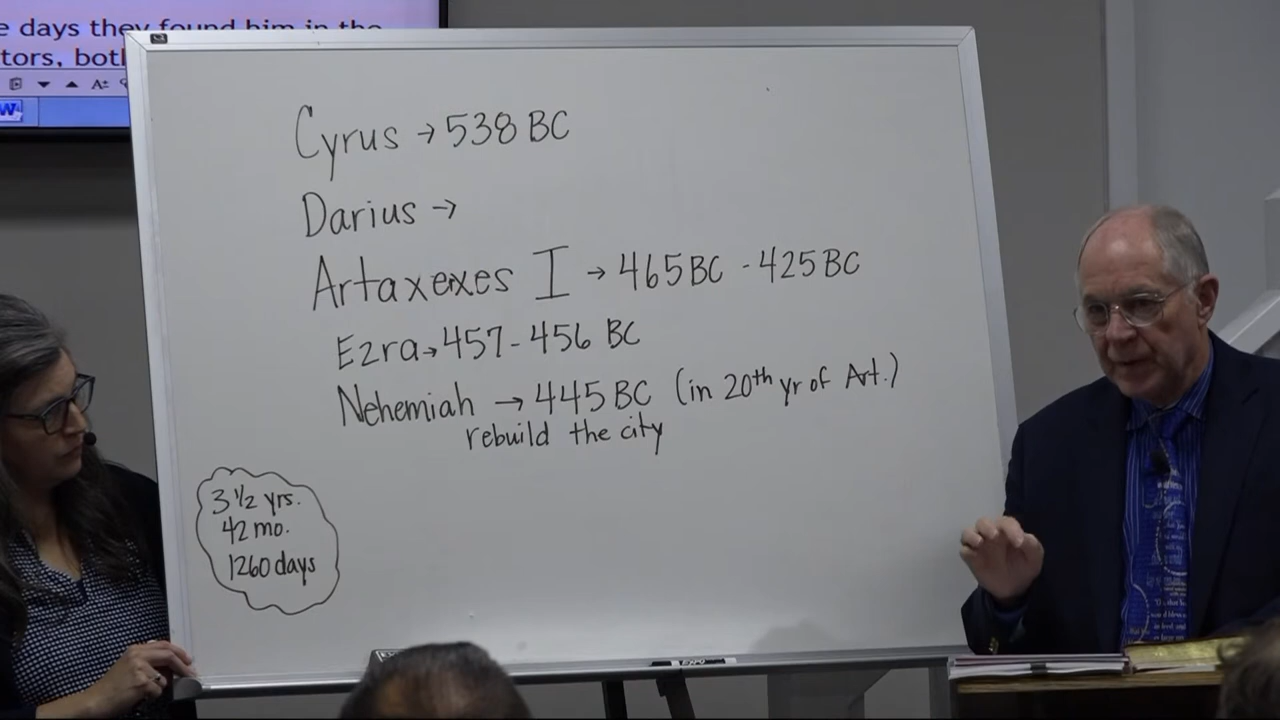 e days they found him in the
tors, both
A±
W
Cyrus → 538 BC
Darius →
Artaxexes I → 465 BC - 425 BC
Ezra → 457 - 456 BC
Nehemiah → 445 BC (in 20th yr of Art.)
rebuild the city
3 1/2 yrs.
42 mo.
1260 days
EXPO